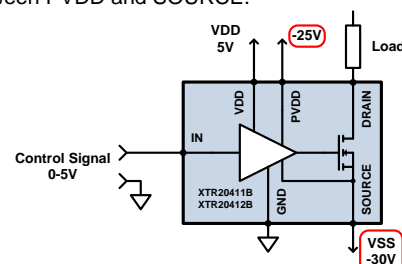 ween PVDD and SOURCE.
VDD
5V
-25V
Load
VDD
PVDD
DRAIN
IN
Control Signal
0-5V
XTR20411B
XTR20412B
GND
SOURCE
VSS
-30V